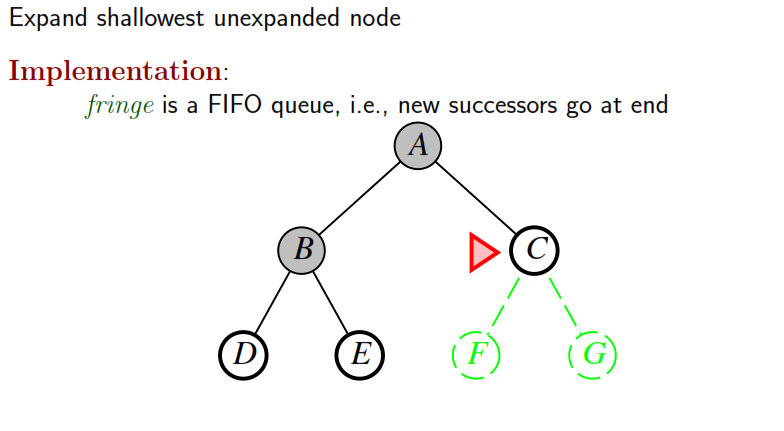 Expand shallowest unexpanded node
Implementation:
fringe is a FIFO queue, i.e., new successors go at end
A
B
C
D
E
F
G